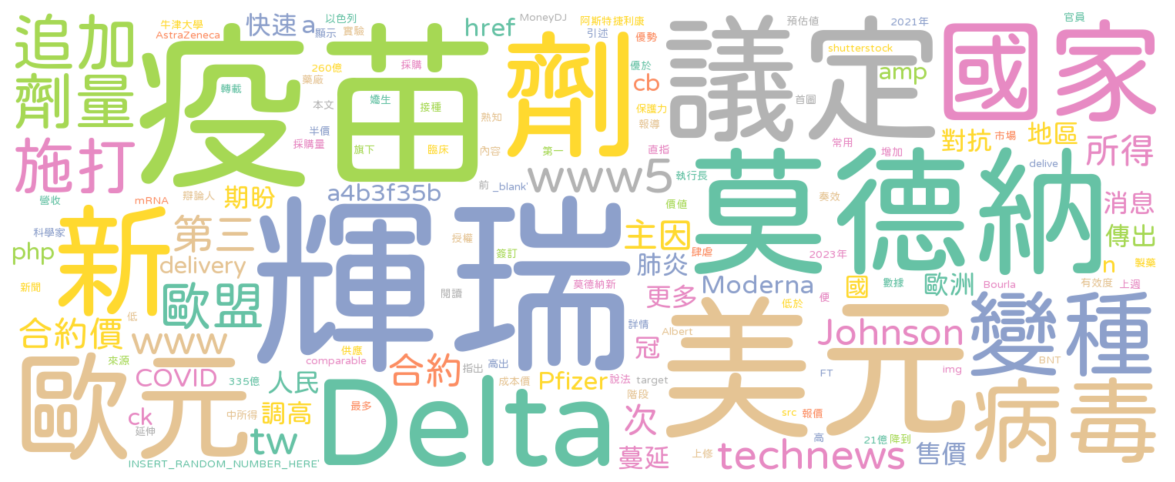 追加 疫苗 劑 議定 國家
牛津大學 AstraZeneca 快速 a 以色列 顯示 實驗 MoneyDJ 阿斯特捷利康 引述 優勢 預估值 2021年 官員
href shutterstock
劑量 260億 藥廠 採購 優於 cb amp
轉載 本文 孿生 接種 熟知 保護力 報導 首圖
施打 半價 採購量 旗下 臨床 內容 第一 直指 常用 增加 對抗 市場 地區 所得
營收 mRNA 辯論人 期盼 a4b3f35b 前 _blank' www5 執行長 價值 莫德納 奏效 delive 消息
科學家 新 第三 輝瑞 授權 簽訂 主因 肆虐 2023年 傳出
php delivery 肺炎 n 製藥
新聞 歐盟 閱讀 莫德納新 更多 Moderna 低於 便 國 數據 歐洲 Bourla 有效度 上週
合約價 低 www 供應 comparable 指出 高出 詳情 冠 Albert 美元 Johnson 變種
來源 歐元 COVID 335億 人民 合約 成本價 Pfizer 說法 target FT BNT img
ck 延伸 中所得 調高 最多 Delta 階段 次 src 報價 病毒
tw 蔓延 上修 高 21億 降到 售價
INSERT_RANDOM_NUMBER_HERE' technews